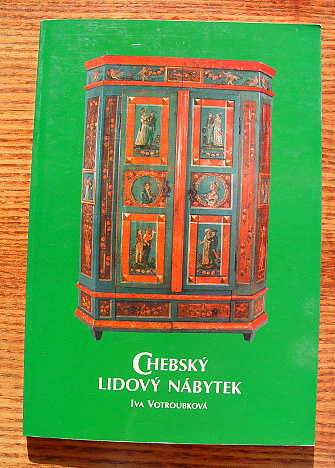 CHEBSKÝ
LIDOVÝ NÁBYTEK
IVA VOTROUBKOVÁ